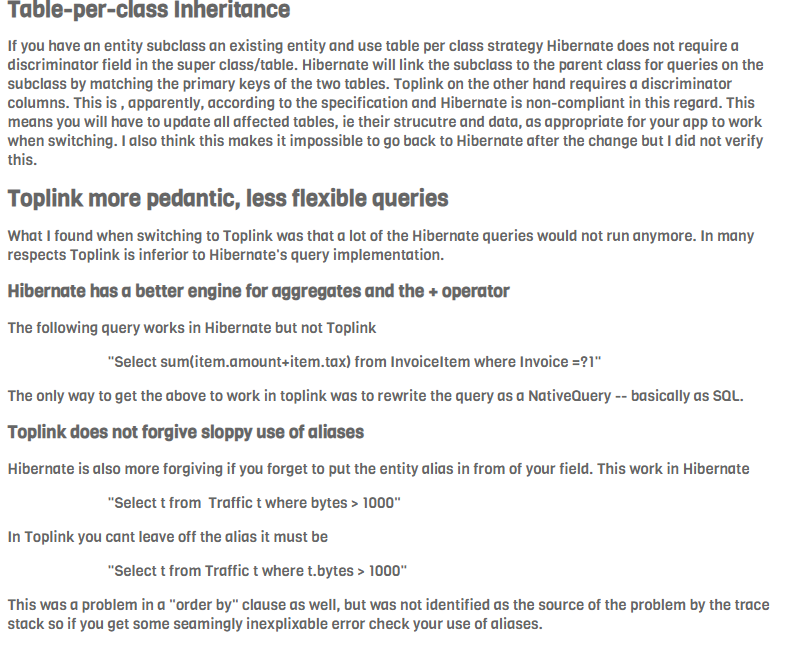 Table-per-class Inheritance
If you have an entity subclass an existing entity and use table per class strategy Hibernate does not require a
discriminator field in the super class/table. Hibernate will link the subclass to the parent class for queries on the
subclass by matching the primary keys of the two tables. Toplink on the other hand requires a discriminator
columns. This is , apparently, according to the specification and Hibernate is non-compliant in this regard. This
means you will have to update all affected tables, ie their strucutre and data, as appropriate for your app to work
when switching. I also think this makes it impossible to go back to Hibernate after the change but I did not verify
this.
Toplink more pedantic, less flexible queries
What I found when switching to Toplink was that a lot of the Hibernate queries would not run anymore. In many
respects Toplink is inferior to Hibernate's query implementation.
Hibernate has a better engine for aggregates and the + operator
The following query works in Hibernate but not Toplink
"Select sum(item.amount+item.tax) from InvoiceItem where Invoice =?1"
The only way to get the above to work in toplink was to rewrite the query as a NativeQuery -- basically as SQL.
Toplink does not forgive sloppy use of aliases
Hibernate is also more forgiving if you forget to put the entity alias in from of your field. This work in Hibernate
"Select t from  Traffic t where bytes > 1000"
In Toplink you cant leave off the alias it must be
"Select t from Traffic t where t.bytes > 1000"
This was a problem in a "order by" clause as well, but was not identified as the source of the problem by the trace
stack so if you get some seamingly inexplixable error check your use of aliases.